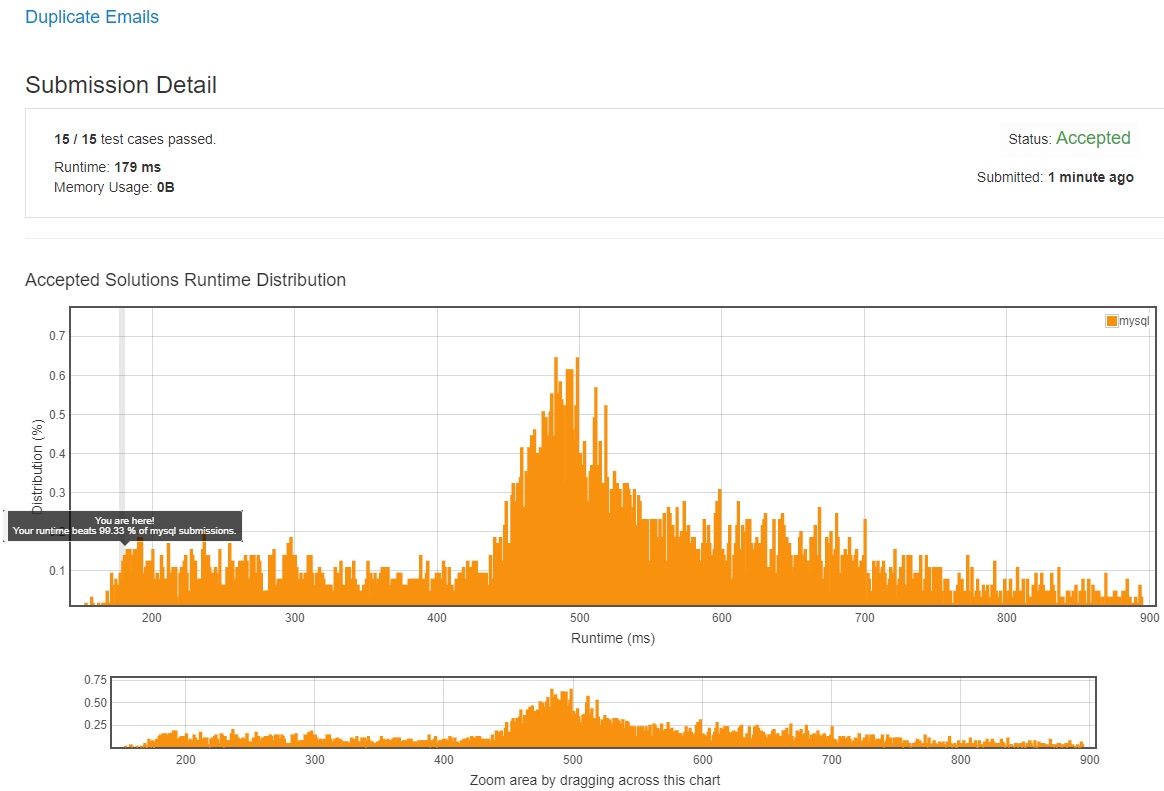 Duplicate Emails
Submission Detail
15 / 15 test cases passed.
Status: Accepted
Runtime: 179 ms
Memory Usage: 0B
Submitted: 1 minute ago
Accepted Solutions Runtime Distribution
mysql
0.7
0.6
0.5
0.4
0.3
0.1
Distribution (%)
You are here!
Your runtime beats 99.33 % of mysql submissions.
200 300 400 500 600 700 800 900
Runtime (ms)
0.75
0.50
0.25
200 300 400 500 600 700 800 900
Zoom area by dragging across this chart